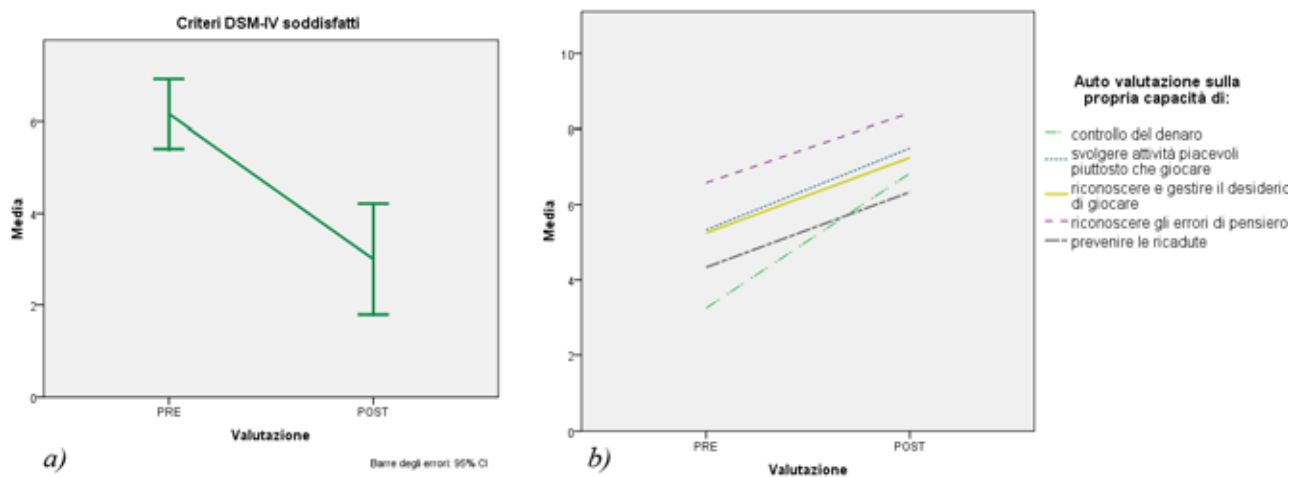 Criteri DSM-IV soddisfatti
Media
6
4
2
0
PRE
POST
Valutazione
a)
Barre degli errori: 95% CI
Media
10
8
6
4
2
0
PRE
POST
Valutazione
b)
Auto valutazione sulla
propria capacità di:
controllo del denaro
svolgere attività piacevoli
piuttosto che giocare
riconoscere e gestire il desiderio
di giocare
riconoscere gli errori di pensiero
prevenire le ricadute